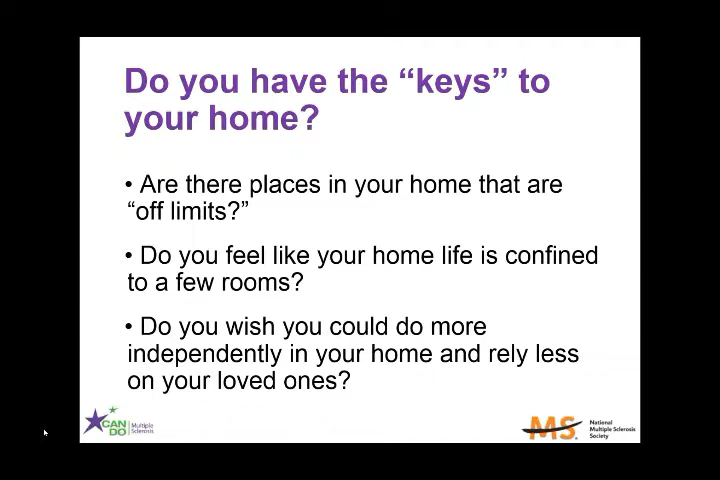 Do you have the “keys” to
your home?
• Are there places in your home that are
“off limits?”
• Do you feel like your home life is confined
to a few rooms?
• Do you wish you could do more
independently in your home and rely less
on your loved ones?
CAN
DO
Multiple
Sclerosis
MS
National
Multiple Sclerosis
Society